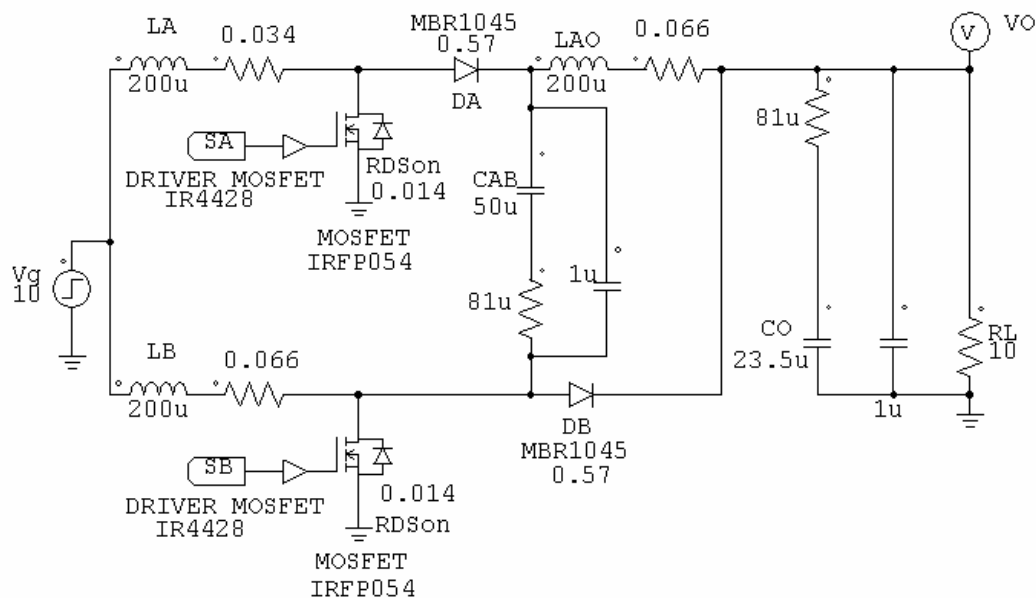 LA
0.034
200u
MBR1045
0.57
DA
LAO
0.066
200u
V
VO
SA
DRIVER MOSFET
IR4428
RDSon
0.014
MOSFET
IRFP054
CAB
50u
81u
1u
81u
CO
23.5u
1u
RL
10
Vg
10
LB
0.066
200u
DB
MBR1045
0.57
SB
DRIVER MOSFET
IR4428
0.014
RDSon
MOSFET
IRFP054